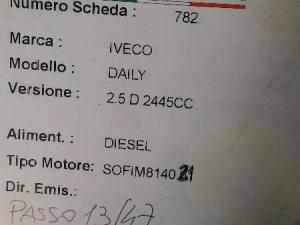 Numero Scheda : 782
Marca : IVECO
Modello : DAILY
Versione : 2.5 D 2445CC
Aliment. : DIESEL
Tipo Motore: SOFIM814021
Dir. Emis.:
PASSO 13/47